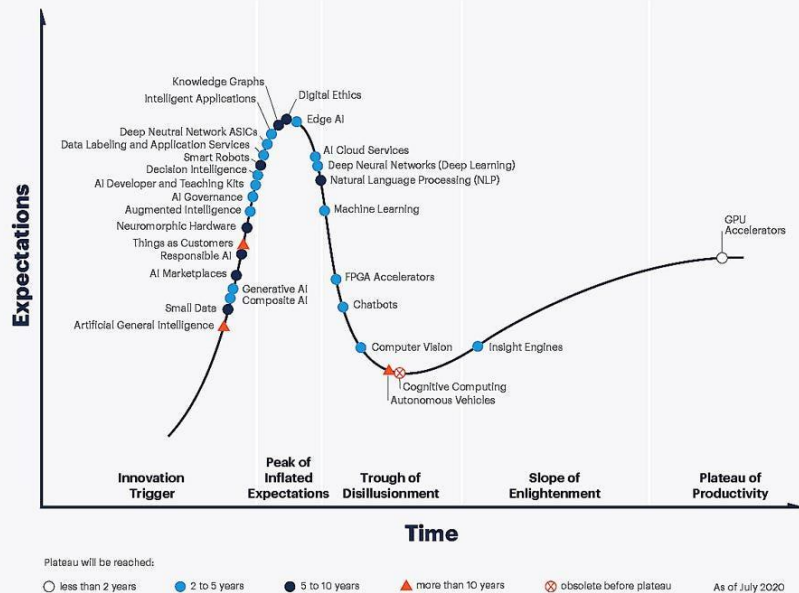 Expectations
Knowledge Graphs
Intelligent Applications
Digital Ethics
Edge AI
Deep Neutral Network ASICs
Data Labeling and Application Services
Smart Robots
Decision Intelligence
AI Developer and Teaching Kits
AI Governance
Augmented Intelligence
Neuromorphic Hardware
Things as Customers
Responsible AI
AI Marketplaces
Generative AI
Composite AI
Small Data
Artificial General Intelligence
AI Cloud Services
Deep Neural Networks (Deep Learning)
Natural Language Processing (NLP)
Machine Learning
FPGA Accelerators
Chatbots
Computer Vision
Cognitive Computing
Autonomous Vehicles
Insight Engines
GPU
Accelerators
Innovation
Trigger
Peak of
Inflated
Expectations
Trough of
Disillusionment
Slope of
Enlightenment
Plateau of
Productivity
Time
Plateau will be reached:
less than 2 years
2 to 5 years
5 to 10 years
more than 10 years
obsolete before plateau
As of July 2020